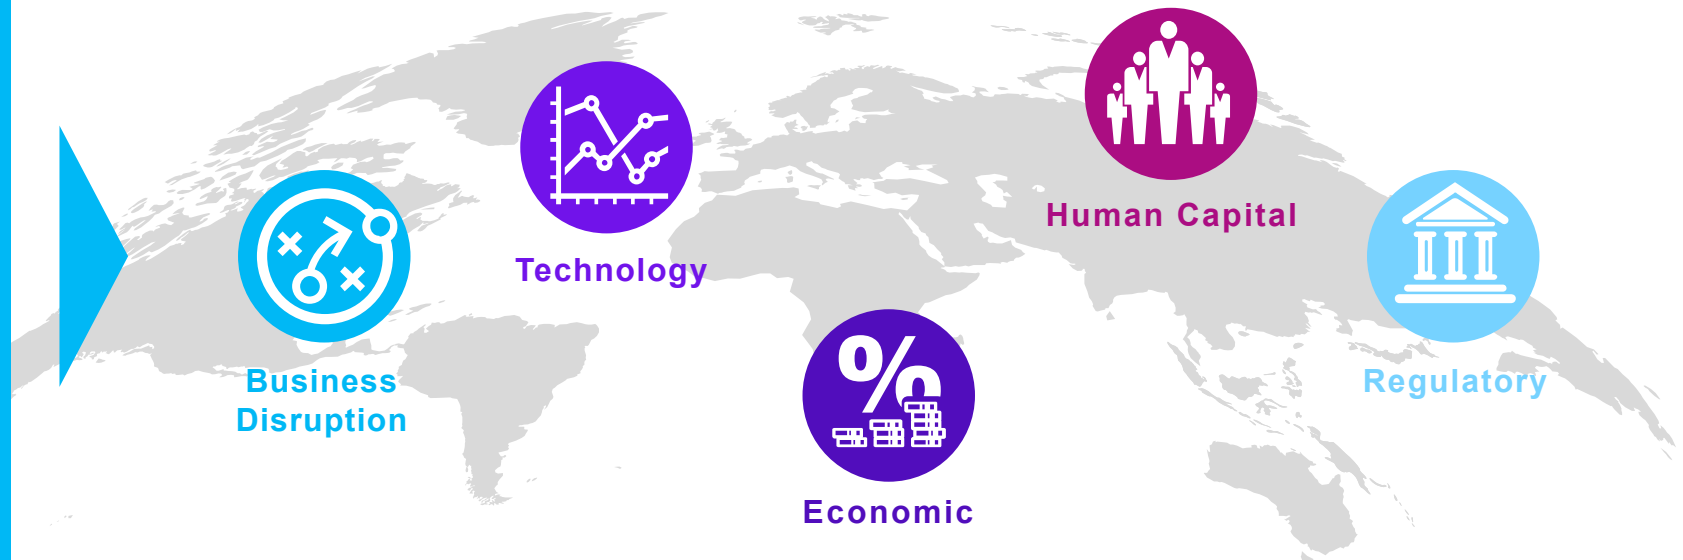 Business
Disruption
Technology
Economic
Human Capital
Regulatory